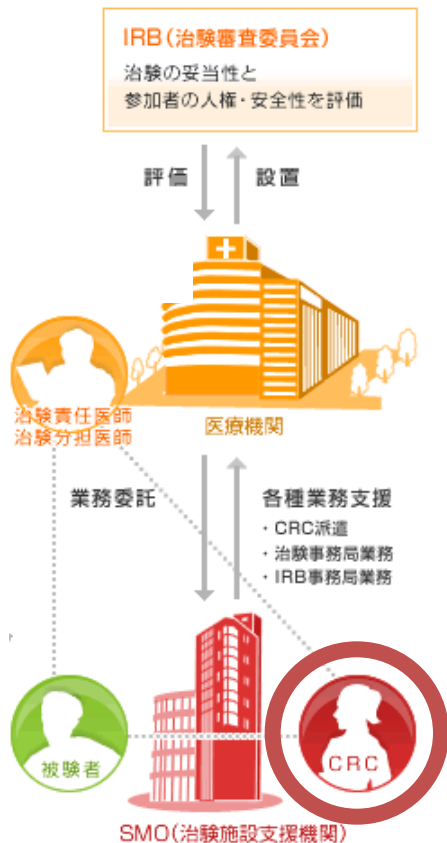 IRB(治験審査委員会)
治験の妥当性と
参加者の人権・安全性を評価
評価
設置
治験責任医師
治験分担医師
医療機関
業務委託
各種業務支援
・CRC派遣
・治験事務局業務
・IRB事務局業務
被験者
CRC
SMO(治験施設支援機関)